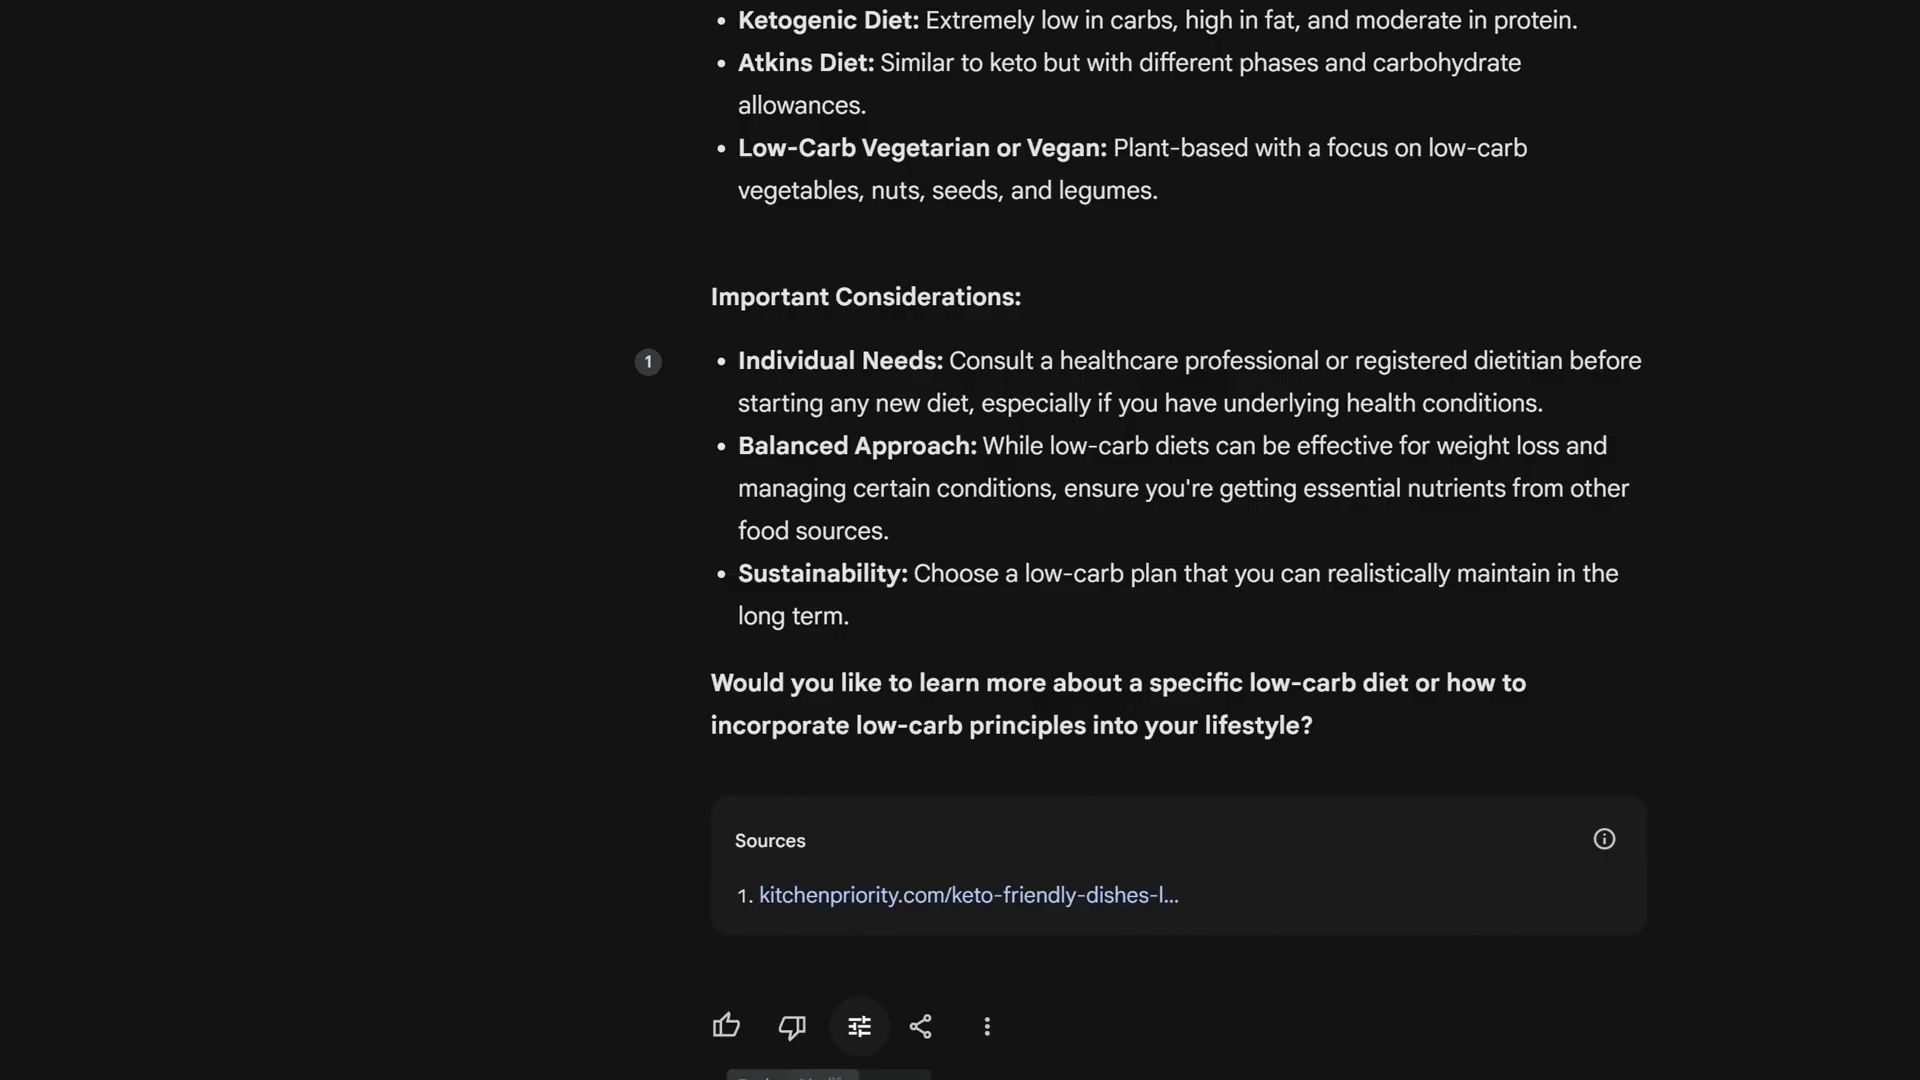 • Ketogenic Diet: Extremely low in carbs, high in fat, and moderate in protein.
• Atkins Diet: Similar to keto but with different phases and carbohydrate
allowances.
• Low-Carb Vegetarian or Vegan: Plant-based with a focus on low-carb
vegetables, nuts, seeds, and legumes.
Important Considerations:
1 • Individual Needs: Consult a healthcare professional or registered dietitian before
starting any new diet, especially if you have underlying health conditions.
• Balanced Approach: While low-carb diets can be effective for weight loss and
managing certain conditions, ensure you're getting essential nutrients from other
food sources.
• Sustainability: Choose a low-carb plan that you can realistically maintain in the
long term.
Would you like to learn more about a specific low-carb diet or how to
incorporate low-carb principles into your lifestyle?
Sources
1. kitchenpriority.com/keto-friendly-dishes-l...